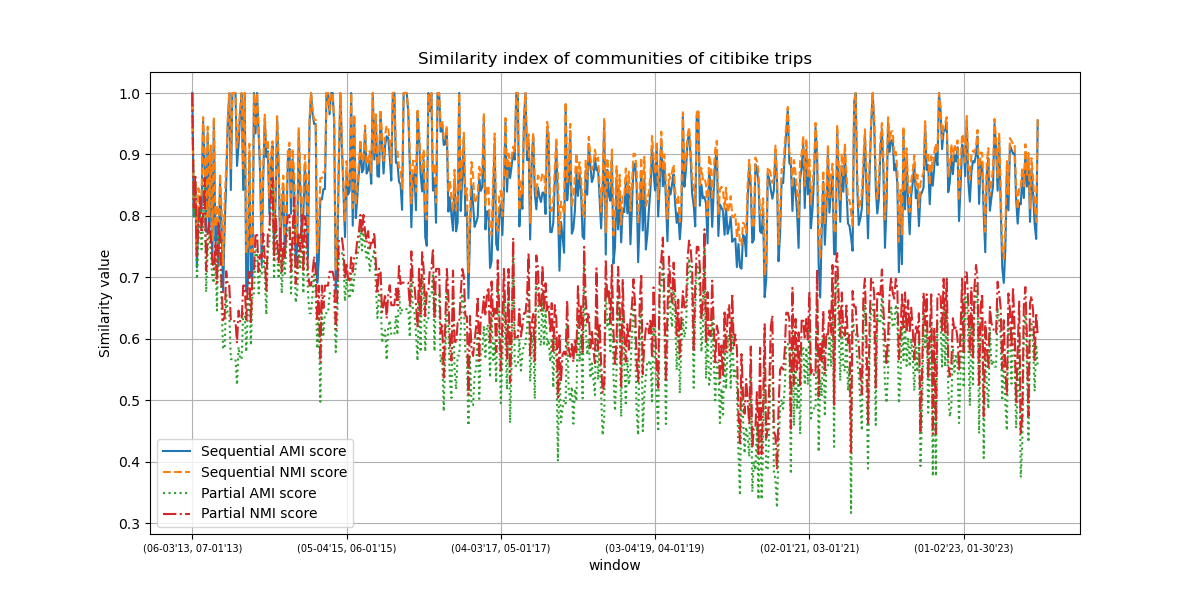 Similarity index of communities of citibike trips
Similarity value
1.0
0.9
0.8
0.7
0.6
0.5
0.4
0.3
Sequential AMI score
Sequential NMI score
Partial AMI score
Partial NMI score
(06-03'13, 07-01'13)
(05-04'15, 06-01'15)
(04-03'17, 05-01'17)
(03-04'19, 04-01'19)
(02-01'21, 03-01'21)
(01-02'23, 01-30'23)
window